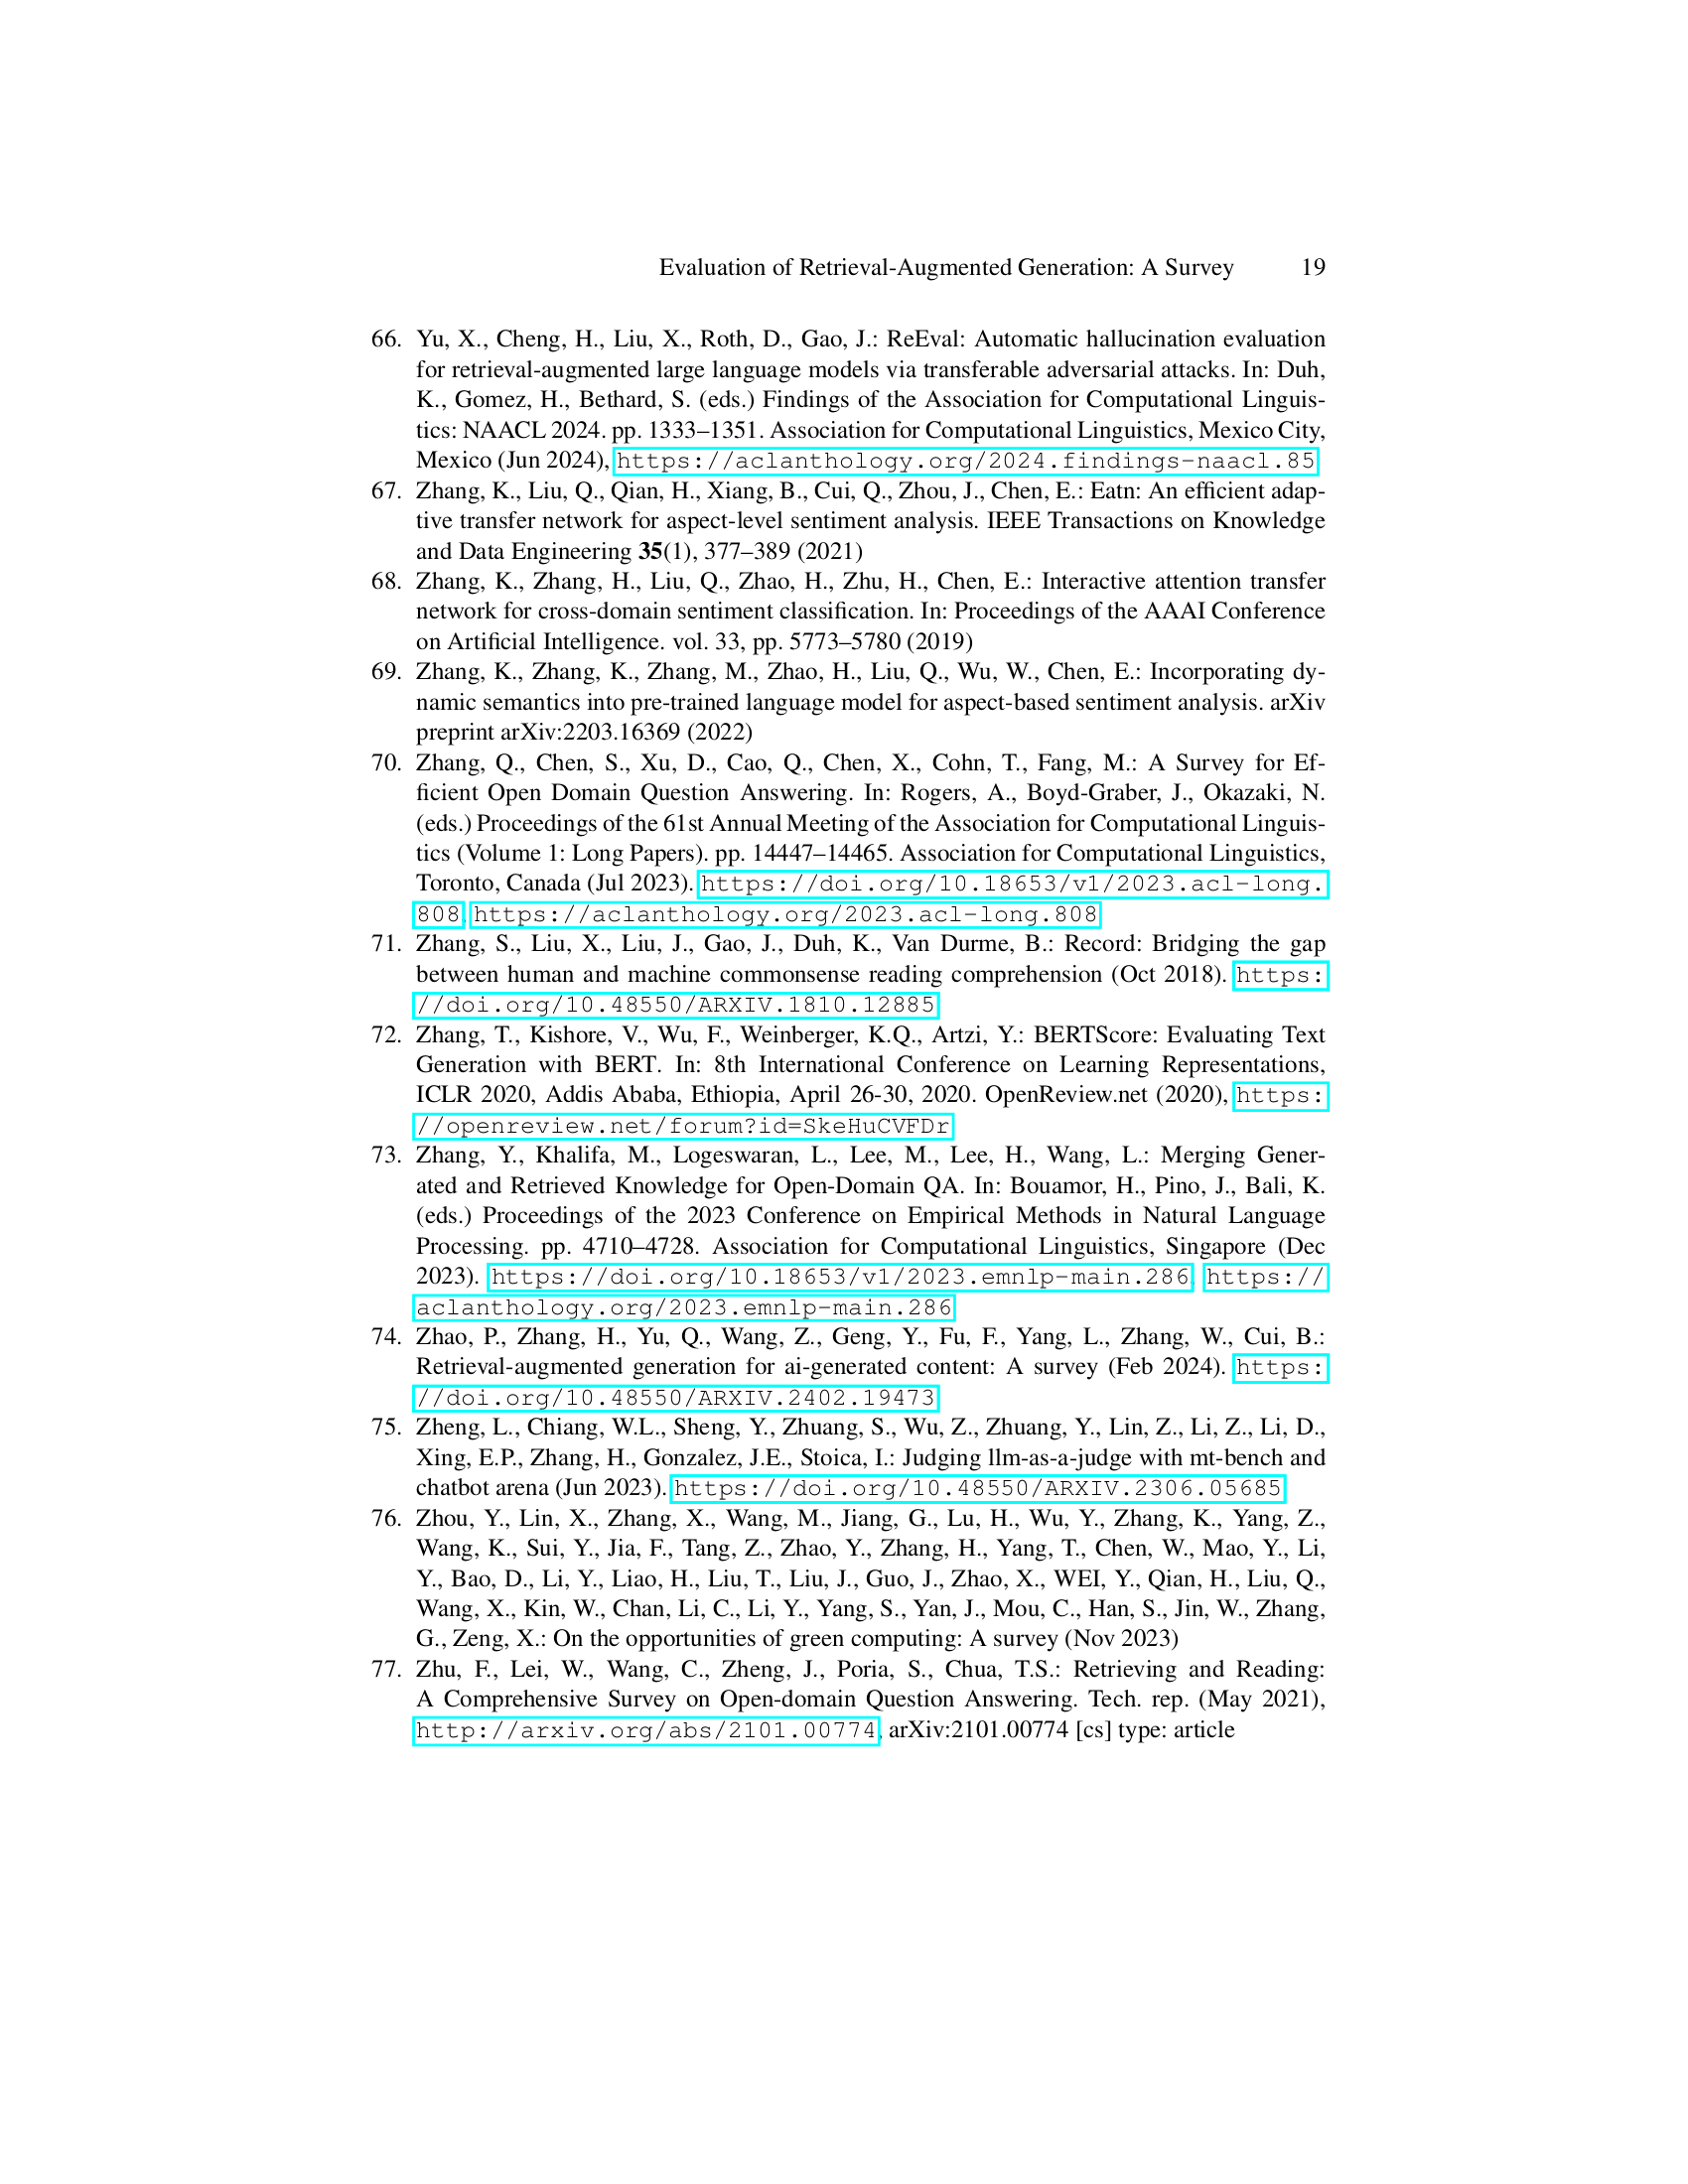 Evaluation of Retrieval-Augmented Generation: A Survey 19
66. Yu, X., Cheng, H., Liu, X., Roth, D., Gao, J.: ReEval: Automatic hallucination evaluation
for retrieval-augmented large language models via transferable adversarial attacks. In: Duh,
K., Gomez, H., Bethard, S. (eds.) Findings of the Association for Computational Linguis-
tics: NAACL 2024. pp. 1333–1351. Association for Computational Linguistics, Mexico City,
Mexico (Jun 2024), https://aclanthology.org/2024.findings-naacl.85
67. Zhang, K., Liu, Q., Qian, H., Xiang, B., Cui, Q., Zhou, J., Chen, E.: Eatn: An efficient adap-
tive transfer network for aspect-level sentiment analysis. IEEE Transactions on Knowledge
and Data Engineering 35(1), 377–389 (2021)
68. Zhang, K., Zhang, H., Liu, Q., Zhao, H., Zhu, H., Chen, E.: Interactive attention transfer
network for cross-domain sentiment classification. In: Proceedings of the AAAI Conference
on Artificial Intelligence. vol. 33, pp. 5773–5780 (2019)
69. Zhang, K., Zhang, K., Zhang, M., Zhao, H., Liu, Q., Wu, W., Chen, E.: Incorporating dy-
namic semantics into pre-trained language model for aspect-based sentiment analysis. arXiv
preprint arXiv:2203.16369 (2022)
70. Zhang, Q., Chen, S., Xu, D., Cao, Q., Chen, X., Cohn, T., Fang, M.: A Survey for Ef-
ficient Open Domain Question Answering. In: Rogers, A., Boyd-Graber, J., Okazaki, N.
(eds.) Proceedings of the 61st Annual Meeting of the Association for Computational Linguis-
tics (Volume 1: Long Papers). pp. 14447–14465. Association for Computational Linguistics,
Toronto, Canada (Jul 2023). https://doi.org/10.18653/v1/2023.acl-long.
808, https://aclanthology.org/2023.acl-long.808
71. Zhang, S., Liu, X., Liu, J., Gao, J., Duh, K., Van Durme, B.: Record: Bridging the gap
between human and machine commonsense reading comprehension (Oct 2018). https:
//doi.org/10.48550/ARXIV.1810.12885
72. Zhang, T., Kishore, V., Wu, F., Weinberger, K.Q., Artzi, Y.: BERTScore: Evaluating Text
Generation with BERT. In: 8th International Conference on Learning Representations,
ICLR 2020, Addis Ababa, Ethiopia, April 26-30, 2020. OpenReview.net (2020), https:
//openreview.net/forum?id=SkeHuCVFDr
73. Zhang, Y., Khalifa, M., Logeswaran, L., Lee, M., Lee, H., Wang, L.: Merging Gener-
ated and Retrieved Knowledge for Open-Domain QA. In: Bouamor, H., Pino, J., Bali, K.
(eds.) Proceedings of the 2023 Conference on Empirical Methods in Natural Language
Processing. pp. 4710–4728. Association for Computational Linguistics, Singapore (Dec
2023). https://doi.org/10.18653/v1/2023.emnlp-main.286, https://
aclanthology.org/2023.emnlp-main.286
74. Zhao, P., Zhang, H., Yu, Q., Wang, Z., Geng, Y., Fu, F., Yang, L., Zhang, W., Cui, B.:
Retrieval-augmented generation for ai-generated content: A survey (Feb 2024). https:
//doi.org/10.48550/ARXIV.2402.19473
75. Zheng, L., Chiang, W.L., Sheng, Y., Zhuang, S., Wu, Z., Zhuang, Y., Lin, Z., Li, Z., Li, D.,
Xing, E.P., Zhang, H., Gonzalez, J.E., Stoica, I.: Judging llm-as-a-judge with mt-bench and
chatbot arena (Jun 2023). https://doi.org/10.48550/ARXIV.2306.05685
76. Zhou, Y., Lin, X., Zhang, X., Wang, M., Jiang, G., Lu, H., Wu, Y., Zhang, K., Yang, Z.,
Wang, K., Sui, Y., Jia, F., Tang, Z., Zhao, Y., Zhang, H., Yang, T., Chen, W., Mao, Y., Li,
Y., Bao, D., Li, Y., Liao, H., Liu, T., Liu, J., Guo, J., Zhao, X., WEI, Y., Qian, H., Liu, Q.,
Wang, X., Kin, W., Chan, Li, C., Li, Y., Yang, S., Yan, J., Mou, C., Han, S., Jin, W., Zhang,
G., Zeng, X.: On the opportunities of green computing: A survey (Nov 2023)
77. Zhu, F., Lei, W., Wang, C., Zheng, J., Poria, S., Chua, T.S.: Retrieving and Reading:
A Comprehensive Survey on Open-domain Question Answering. Tech. rep. (May 2021),
http://arxiv.org/abs/2101.00774, arXiv:2101.00774 [cs] type: article